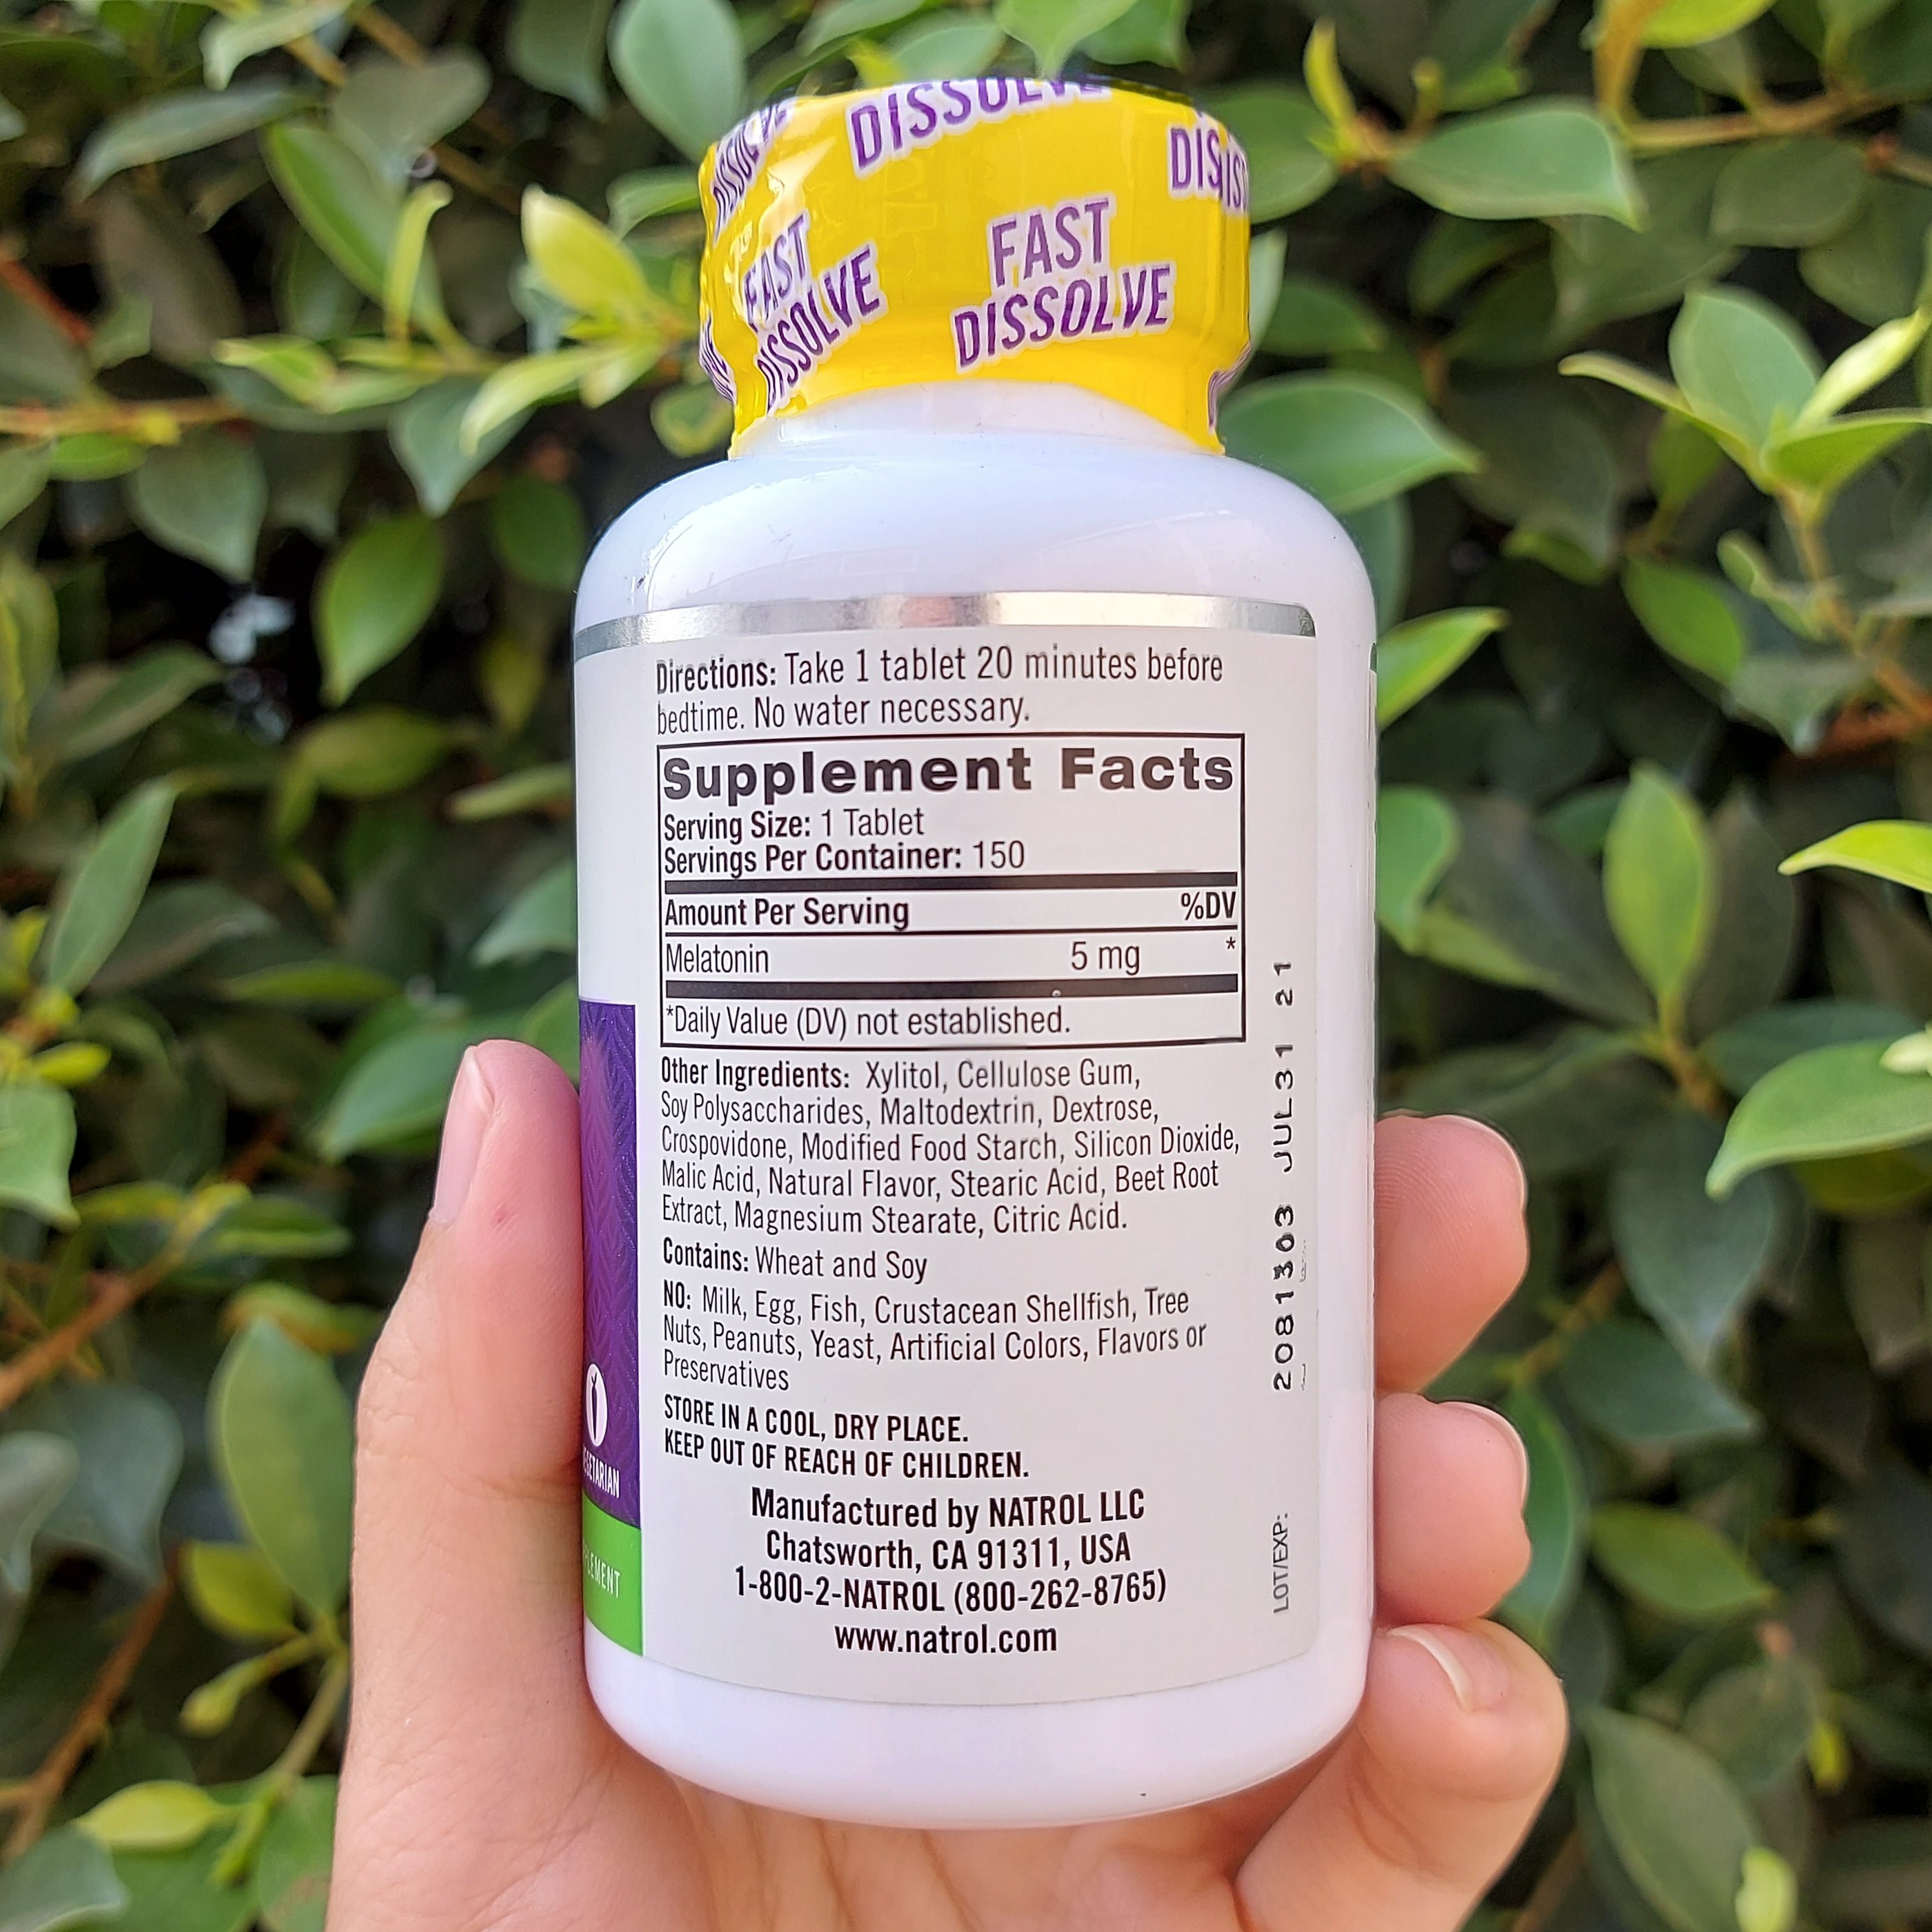 DISSOLVE
DISSOLVE
FAST
DISSOLVE
FAST
DISSOLVE
Directions: Take 1 tablet 20 minutes before
bedtime. No water necessary.
Supplement Facts
Serving Size: 1 Tablet
Servings Per Container: 150
Amount Per Serving %DV
Melatonin 5 mg *
*Daily Value (DV) not established.
Other Ingredients: Xylitol, Cellulose Gum,
Soy Polysaccharides, Maltodextrin, Dextrose,
Crospovidone, Modified Food Starch, Silicon Dioxide,
Malic Acid, Natural Flavor, Stearic Acid, Beet Root
Extract, Magnesium Stearate, Citric Acid.
Contains: Wheat and Soy
NO: Milk, Egg, Fish, Crustacean Shellfish, Tree
Nuts, Peanuts, Yeast, Artificial Colors, Flavors or
Preservatives
STORE IN A COOL, DRY PLACE.
KEEP OUT OF REACH OF CHILDREN.
Manufactured by NATROL LLC
Chatsworth, CA 91311, USA
1-800-2-NATROL (800-262-8765)
www.natrol.com
LOT/EXP:
2081303 JUL31 21